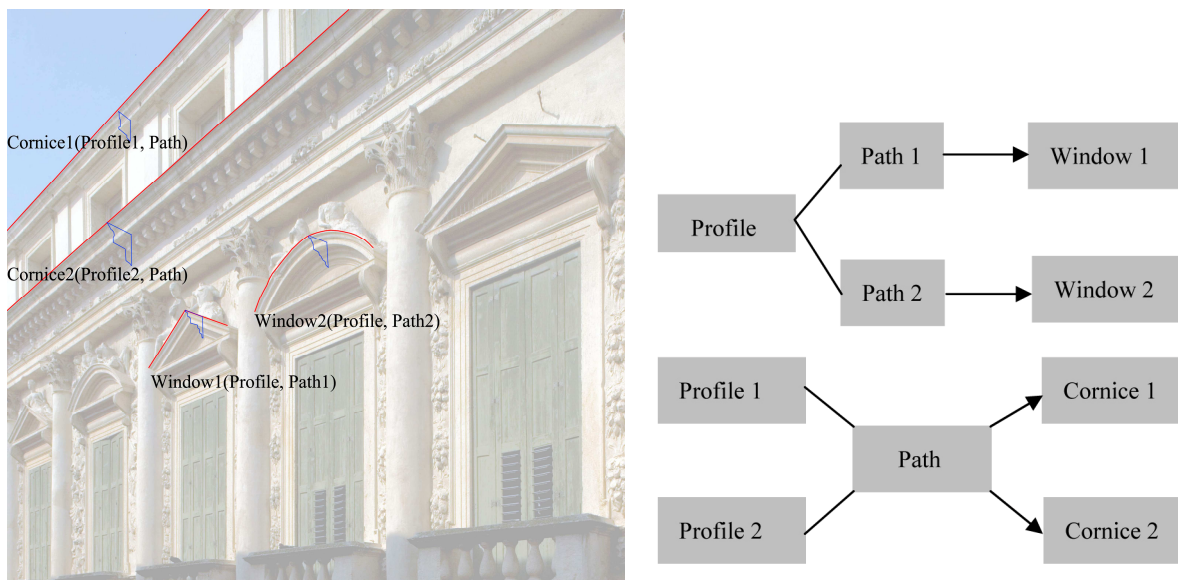 Cornice1(Profile1, Path)
Cornice2(Profile2, Path)
Window2(Profile, Path2)
Window1(Profile, Path1)
Profile
Path 1
Window 1
Path 2
Window 2
Profile 1
Cornice 1
Path
Profile 2
Cornice 2